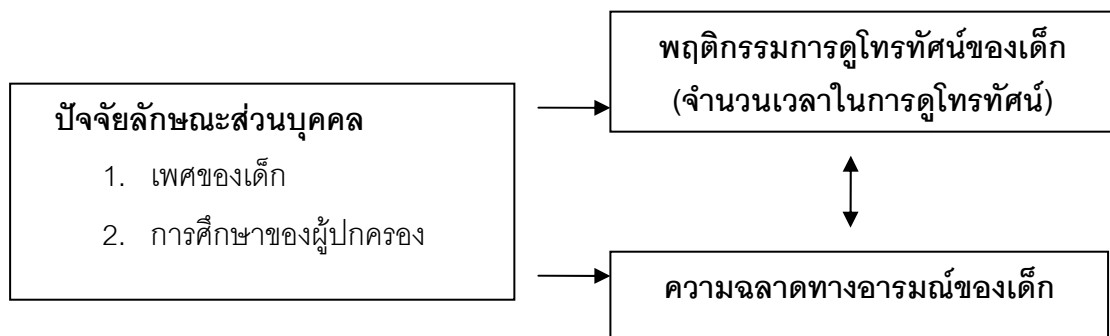 พฤติกรรมการดูโทรทัศน์ของเด็ก
(จำนวนเวลาในการดูโทรทัศน์)
ปัจจัยลักษณะส่วนบุคคล
1. เพศของเด็ก
2. การศึกษาของผู้ปกครอง
ความฉลาดทางอารมณ์ของเด็ก